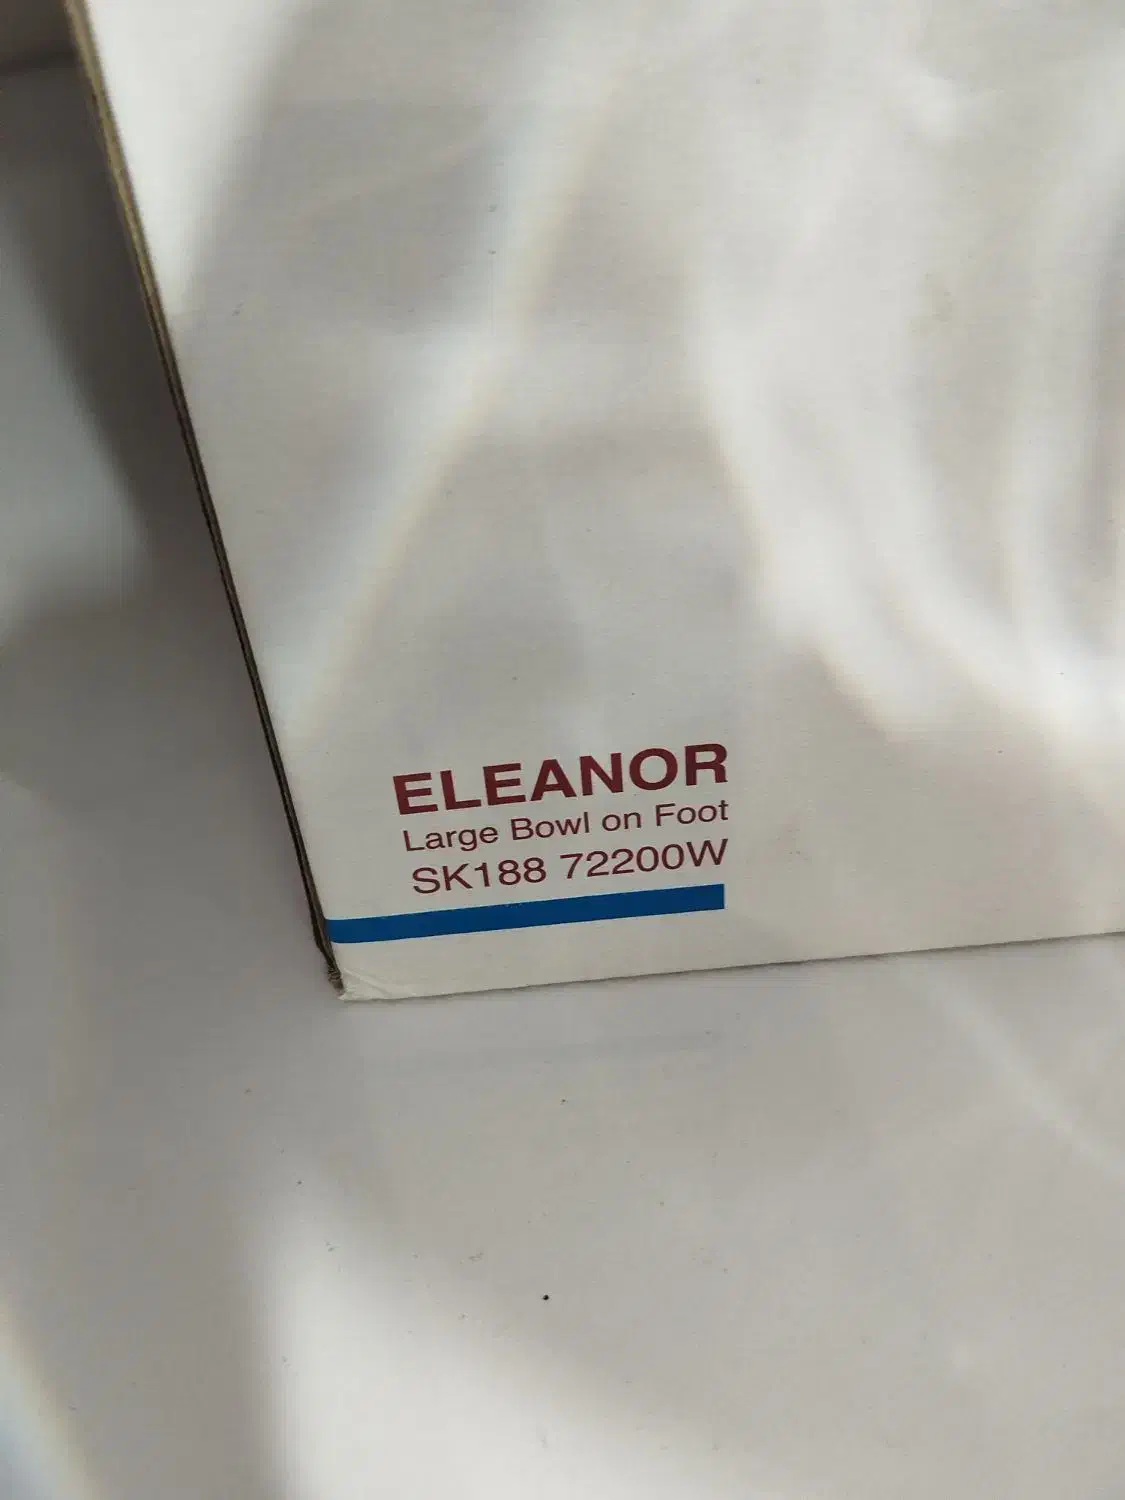 ELEANOR
Large Bowl on Foot
SK188 72200W